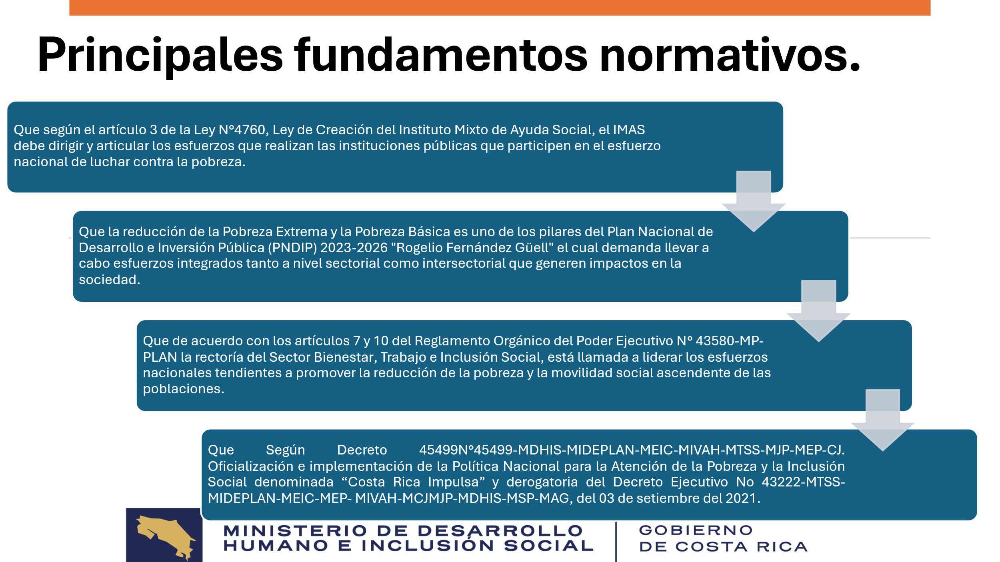 Principales fundamentos normativos.
Que según el artículo 3 de la Ley N°4760, Ley de Creación del Instituto Mixto de Ayuda Social, el IMAS
debe dirigir y articular los esfuerzos que realizan las instituciones públicas que participen en el esfuerzo
nacional de luchar contra la pobreza.
Que la reducción de la Pobreza Extrema y la Pobreza Básica es uno de los pilares del Plan Nacional de
Desarrollo e Inversión Pública (PNDIP) 2023-2026 "Rogelio Fernández Güell" el cual demanda llevar a
cabo esfuerzos integrados tanto a nivel sectorial como intersectorial que generen impactos en la
sociedad.
Que de acuerdo con los artículos 7 y 10 del Reglamento Orgánico del Poder Ejecutivo N° 43580-MP-
PLAN la rectoría del Sector Bienestar, Trabajo e Inclusión Social, está llamada a liderar los esfuerzos
nacionales tendientes a promover la reducción de la pobreza y la movilidad social ascendente de las
poblaciones.
Que Según Decreto 45499N°45499-MDHIS-MIDEPLAN-MEIC-MIVAH-MTSS-MJP-MEP-CJ.
Oficialización e implementación de la Política Nacional para la Atención de la Pobreza y la Inclusión
Social denominada “Costa Rica Impulsa” y derogatoria del Decreto Ejecutivo No 43222-MTSS-
MIDEPLAN-MEIC-MEP- MIVAH-MCJMJP-MDHIS-MSP-MAG, del 03 de setiembre del 2021.
MINISTERIO DE DESARROLLO
HUMANO E INCLUSIÓN SOCIAL
GOBIERNO
DE COSTA RICA